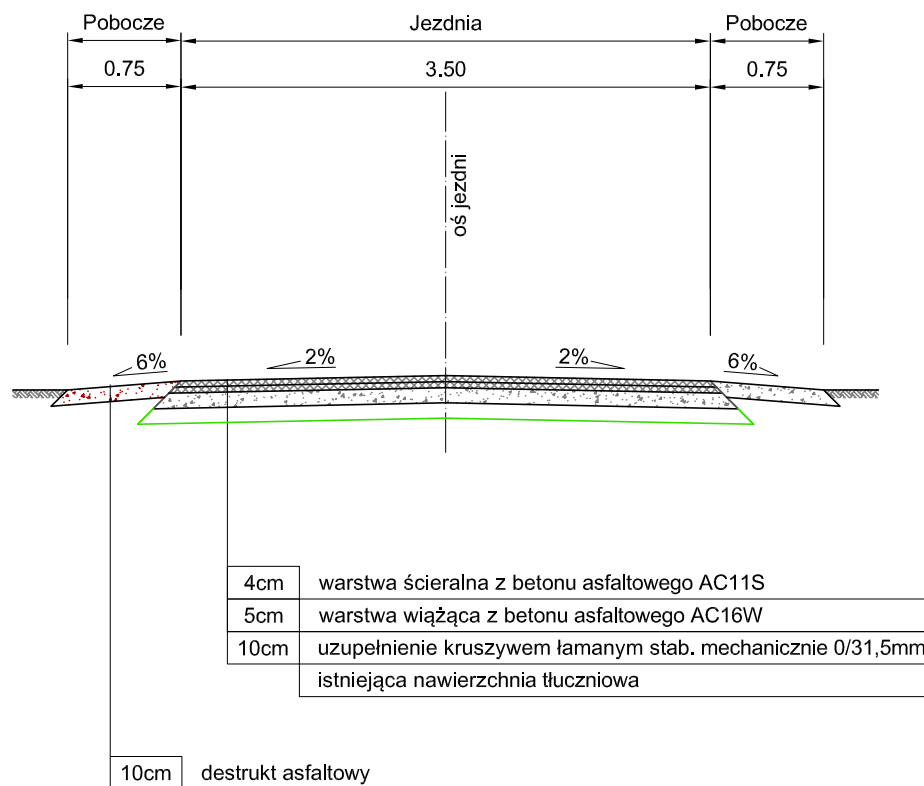 Pobocze Jezdnia Pobocze
0.75 3.50 0.75
oś jezdni
6% 2% 2% 6%
4cm warstwa ścieralna z betonu asfaltowego AC11S
5cm warstwa wiążąca z betonu asfaltowego AC16W
10cm uzupełnienie kruszywem łamanym stab. mechanicznie 0/31,5mm
istniejąca nawierzchnia tłuczniowa
10cm destrukt asfaltowy